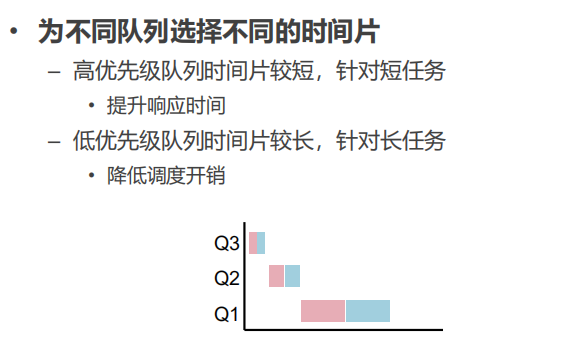 • 为不同队列选择不同的时间片
– 高优先级队列时间片较短，针对短任务
• 提升响应时间
– 低优先级队列时间片较长，针对长任务
• 降低调度开销
Q3
Q2
Q1